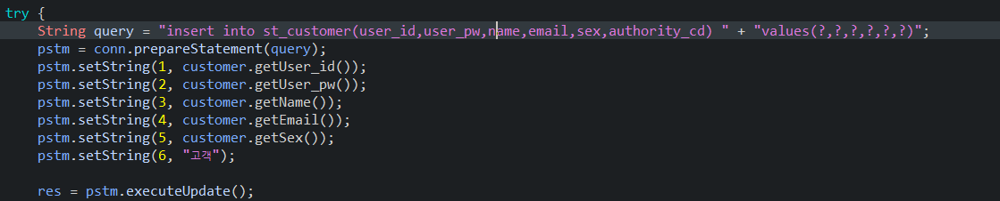 try {
String query = "insert into st_customer(user_id,user_pw,name,email,sex,authority_cd) " + "values(?,?,?,?,?,?)";
pstm = conn.prepareStatement(query);
pstm.setString(1, customer.getUser_id());
pstm.setString(2, customer.getUser_pw());
pstm.setString(3, customer.getName());
pstm.setString(4, customer.getEmail());
pstm.setString(5, customer.getSex());
pstm.setString(6, "고객");
res = pstm.executeUpdate();